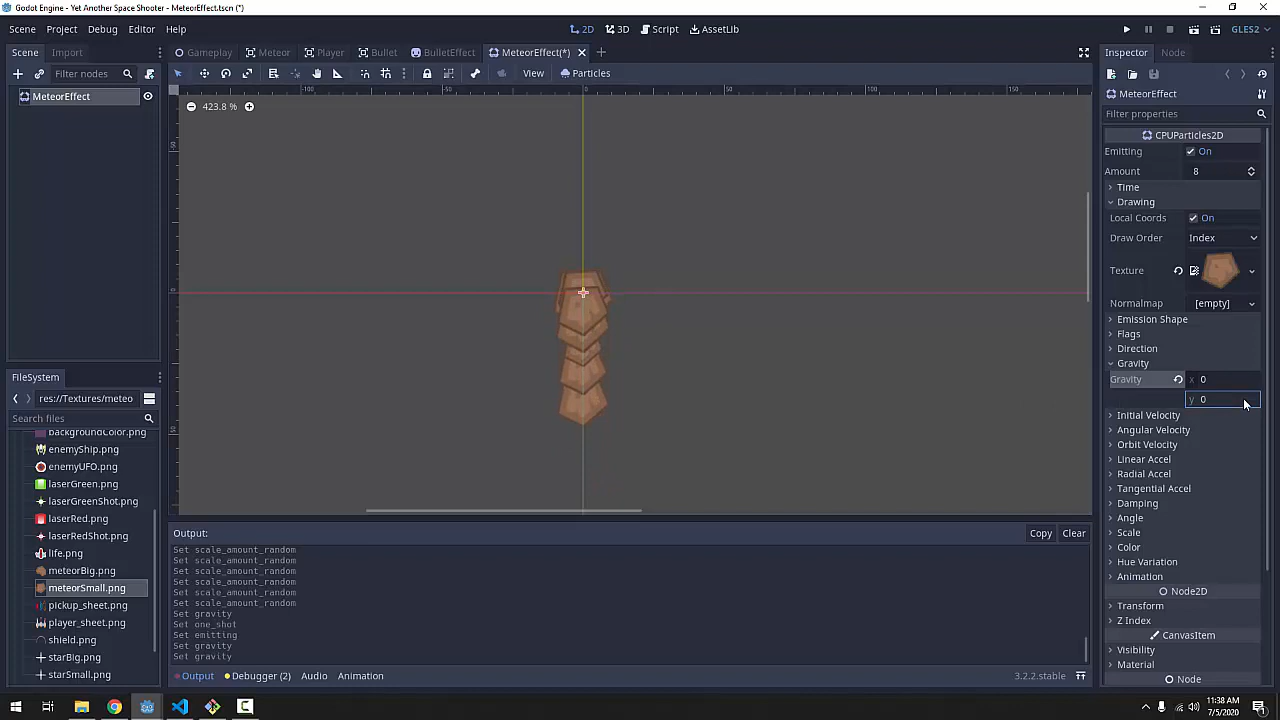 Godot Engine - Yet Another Space Shooter - MeteorEffect.tscn (*)
Scene Project Debug Editor Help
2D 3D Script AssetLib
GLES2
Scene Import
Gameplay Meteor Player Bullet BulletEffect MeteorEffect(*)
Inspector Node
Filter nodes
View Particles
MeteorEffect
423.8 %
-100 0 50 100 150
MeteorEffect
Filter properties
CPUParticles2D
Emitting On
Amount 8
Time
Drawing
Local Coords On
Draw Order Index
Texture
Normalmap [empty]
Emission Shape
Flags
Direction
Gravity
Gravity x 0
y 0
Initial Velocity
Angular Velocity
Orbit Velocity
Linear Accel
Radial Accel
Tangential Accel
Damping
Angle
Scale
Color
Hue Variation
Animation
Node2D
Transform
Z Index
CanvasItem
Visibility
Material
Node
FileSystem
res://Textures/meteo
Search files
backgroundColor.png
enemyShip.png
enemyUFO.png
laserGreen.png
laserGreenShot.png
laserRed.png
laserRedShot.png
life.png
meteorBig.png
meteorSmall.png
pickup_sheet.png
player_sheet.png
shield.png
starBig.png
starSmall.png
Output:
Copy Clear
Set scale_amount_random
Set scale_amount_random
Set scale_amount_random
Set scale_amount_random
Set scale_amount_random
Set scale_amount_random
Set gravity
Set one_shot
Set emitting
Set gravity
Set gravity
Output Debugger (2) Audio Animation
3.2.2.stable
11:38 AM
7/5/2020